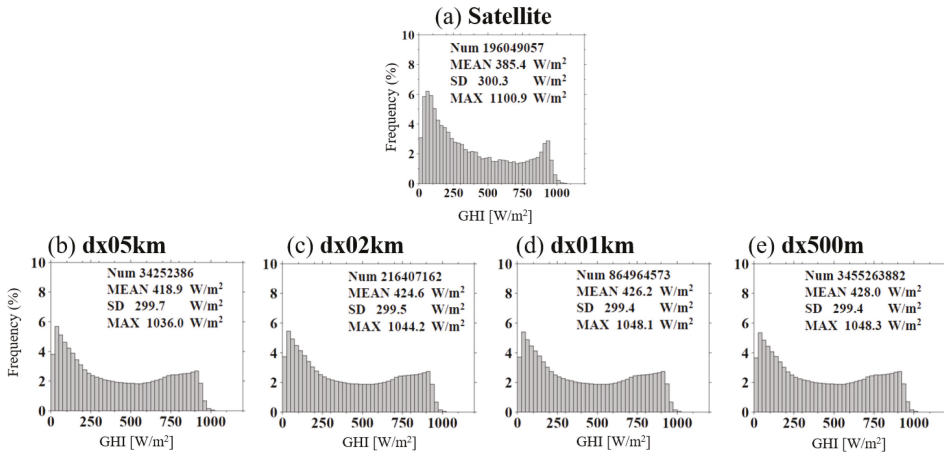 (a) Satellite
10
8
6
4
2
0
Frequency (%)
Num 196049057
MEAN 385.4 W/m²
SD 300.3 W/m²
MAX 1100.9 W/m²
0 250 500 750 1000
GHI [W/m²]
(b) dx05km
10
8
6
4
2
0
Frequency (%)
Num 34252386
MEAN 418.9 W/m²
SD 299.7 W/m²
MAX 1036.0 W/m²
0 250 500 750 1000
GHI [W/m²]
(c) dx02km
10
8
6
4
2
0
Num 216407162
MEAN 424.6 W/m²
SD 299.5 W/m²
MAX 1044.2 W/m²
0 250 500 750 1000
GHI [W/m²]
(d) dx01km
10
8
6
4
2
0
Num 864964573
MEAN 426.2 W/m²
SD 299.4 W/m²
MAX 1048.1 W/m²
0 250 500 750 1000
GHI [W/m²]
(e) dx500m
10
8
6
4
2
0
Num 3455263882
MEAN 428.0 W/m²
SD 299.4 W/m²
MAX 1048.3 W/m²
0 250 500 750 1000
GHI [W/m²]